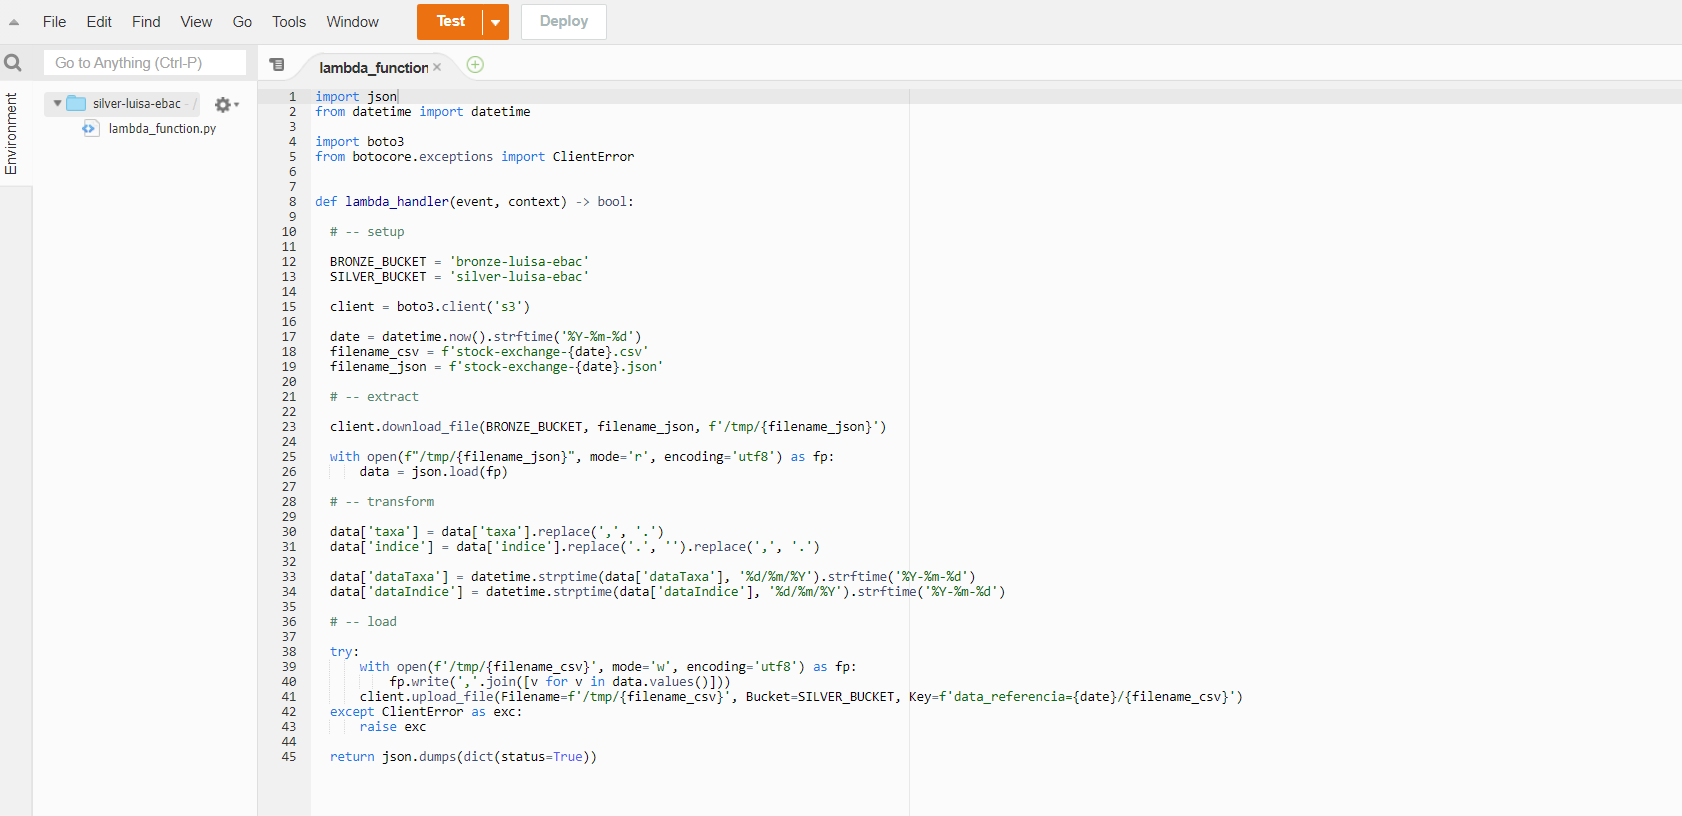 File Edit Find View Go Tools Window Test Deploy
Go to Anything (Ctrl-P)
lambda_function
Environment
silver-luisa-ebac - /
lambda_function.py
1 import json
2 from datetime import datetime
3
4 import boto3
5 from botocore.exceptions import ClientError
6
7
8 def lambda_handler(event, context) -> bool:
9
10   # -- setup
11
12   BRONZE_BUCKET = 'bronze-luisa-ebac'
13   SILVER_BUCKET = 'silver-luisa-ebac'
14
15   client = boto3.client('s3')
16
17   date = datetime.now().strftime('%Y-%m-%d')
18   filename_csv = f'stock-exchange-{date}.csv'
19   filename_json = f'stock-exchange-{date}.json'
20
21   # -- extract
22
23   client.download_file(BRONZE_BUCKET, filename_json, f'/tmp/{filename_json}')
24
25   with open(f"/tmp/{filename_json}", mode='r', encoding='utf8') as fp:
26       data = json.load(fp)
27
28   # -- transform
29
30   data['taxa'] = data['taxa'].replace(',', '.')
31   data['indice'] = data['indice'].replace('.', '').replace(',', '.')
32
33   data['dataTaxa'] = datetime.strptime(data['dataTaxa'], '%d/%m/%Y').strftime('%Y-%m-%d')
34   data['dataIndice'] = datetime.strptime(data['dataIndice'], '%d/%m/%Y').strftime('%Y-%m-%d')
35
36   # -- load
37
38   try:
39       with open(f'/tmp/{filename_csv}', mode='w', encoding='utf8') as fp:
40           fp.write(','.join([v for v in data.values()]))
41       client.upload_file(Filename=f'/tmp/{filename_csv}', Bucket=SILVER_BUCKET, Key=f'data_referencia={date}/{filename_csv}')
42   except ClientError as exc:
43       raise exc
44
45   return json.dumps(dict(status=True))